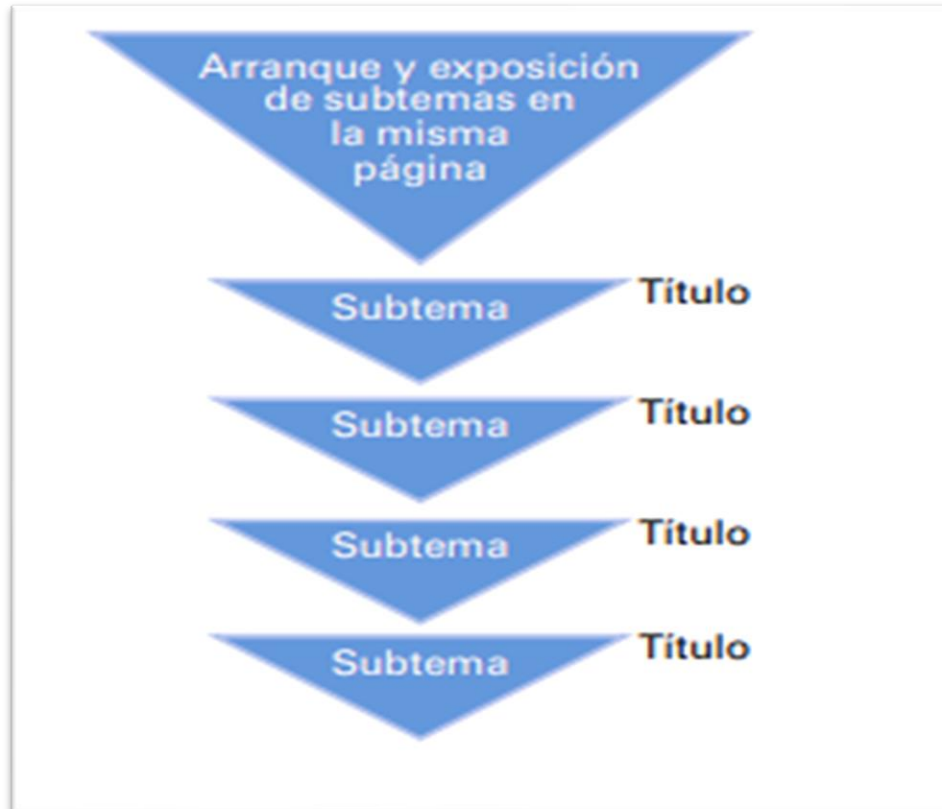 Arranque y exposición
de subtemas en
la misma
página
Subtema
Título
Subtema
Título
Subtema
Título
Subtema
Título